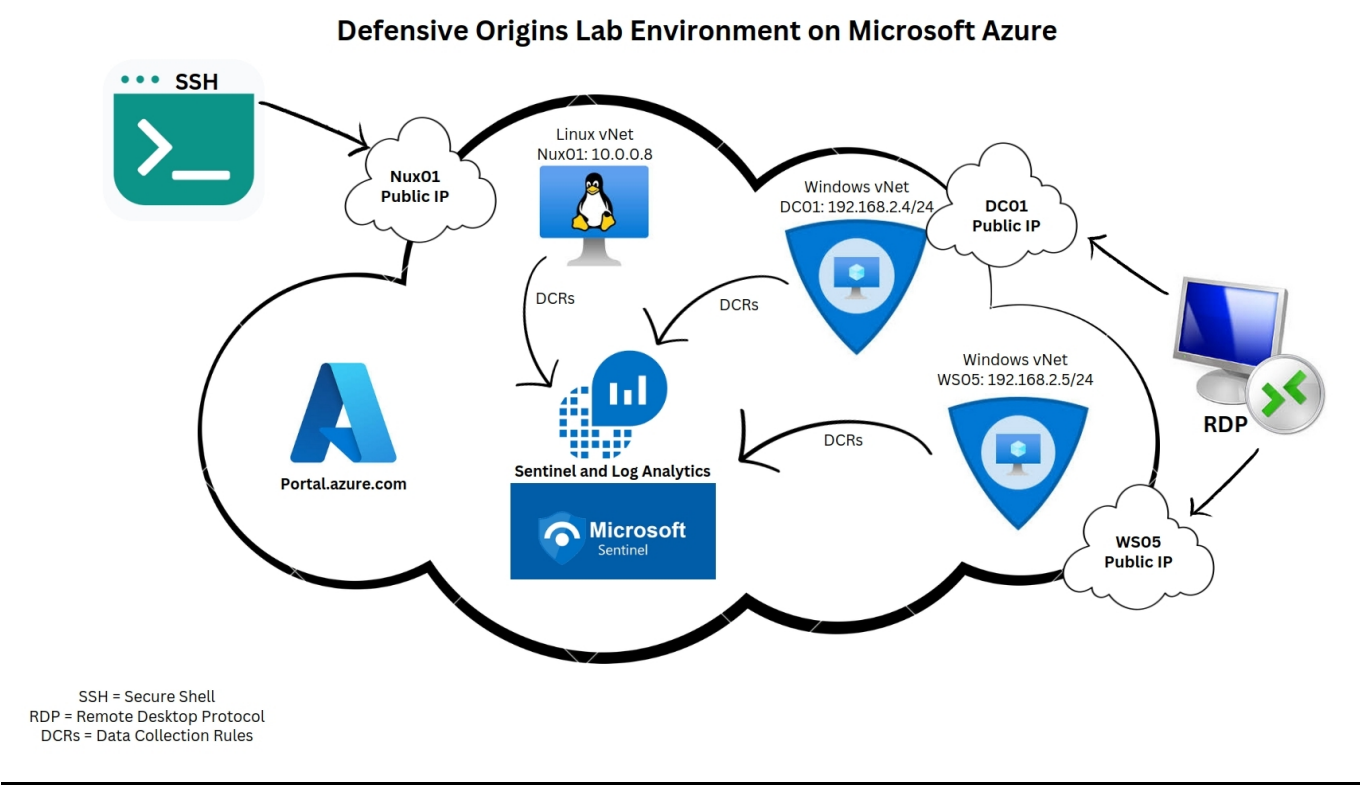 Defensive Origins Lab Environment on Microsoft Azure
SSH
Nux01
Public IP
Linux vNet
Nux01: 10.0.0.8
Windows vNet
DC01: 192.168.2.4/24
DC01
Public IP
DCRs
DCRs
Windows vNet
WS05: 192.168.2.5/24
RDP
DCRs
Portal.azure.com
Sentinel and Log Analytics
Microsoft
Sentinel
WS05
Public IP
SSH = Secure Shell
RDP = Remote Desktop Protocol
DCRs = Data Collection Rules